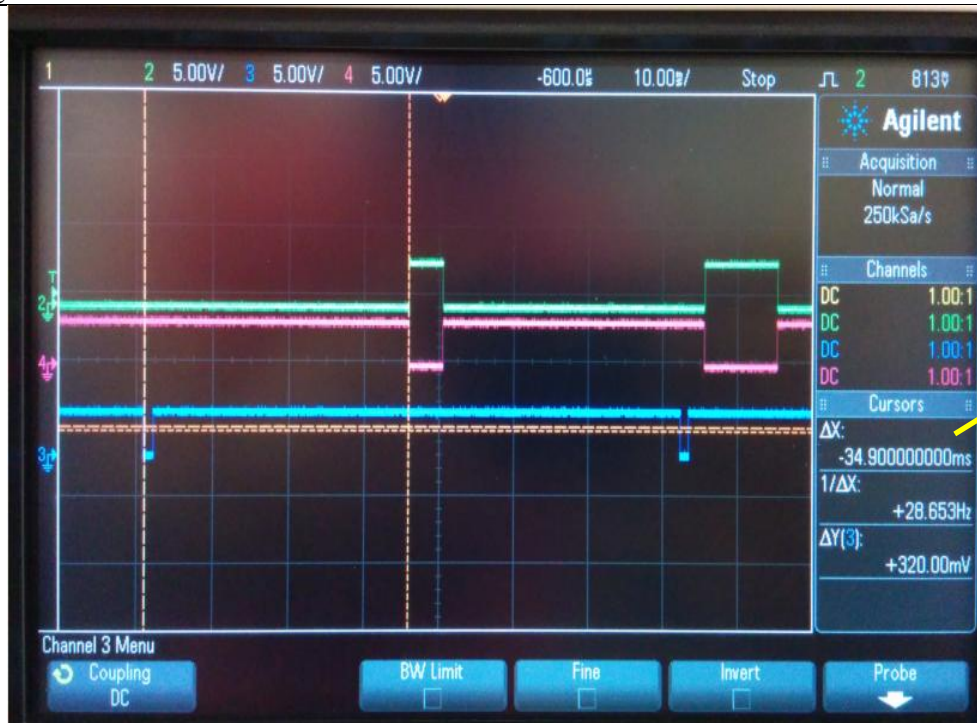 1 2 5.00V/ 3 5.00V/ 4 5.00V/ -600.0㎲ 10.00㎳/ Stop 2 813♥
Agilent
Acquisition
Normal
250kSa/s
Channels
DC 1.00:1
DC 1.00:1
DC 1.00:1
DC 1.00:1
Cursors
ΔX:
-34.900000000ms
1/ΔX:
+28.653Hz
ΔY(3):
+320.00mV
T
2
4
3
Channel 3 Menu
Coupling
DC
BW Limit
Fine
Invert
Probe